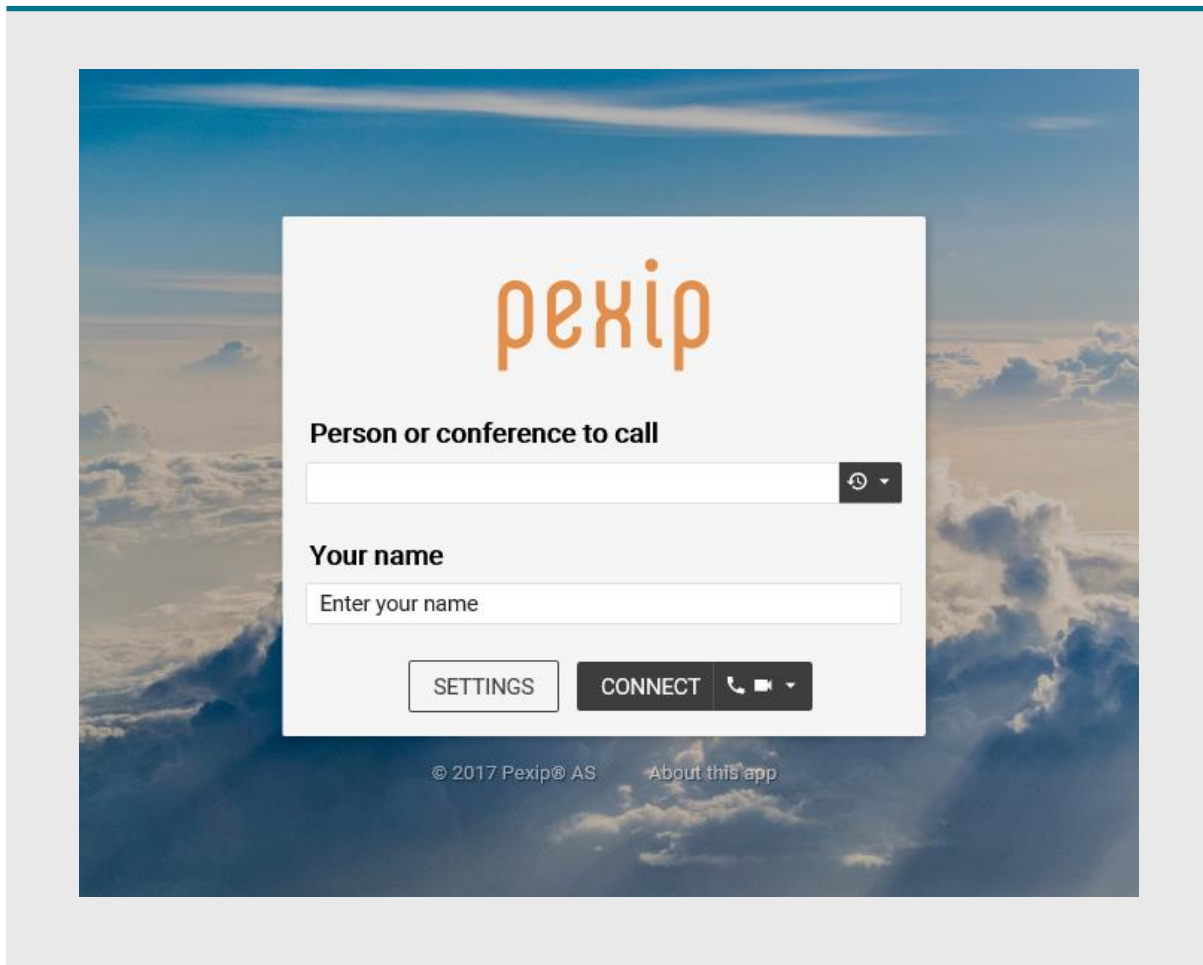 pexip
Person or conference to call
Your name
Enter your name
SETTINGS CONNECT
© 2017 Pexip® AS About this app